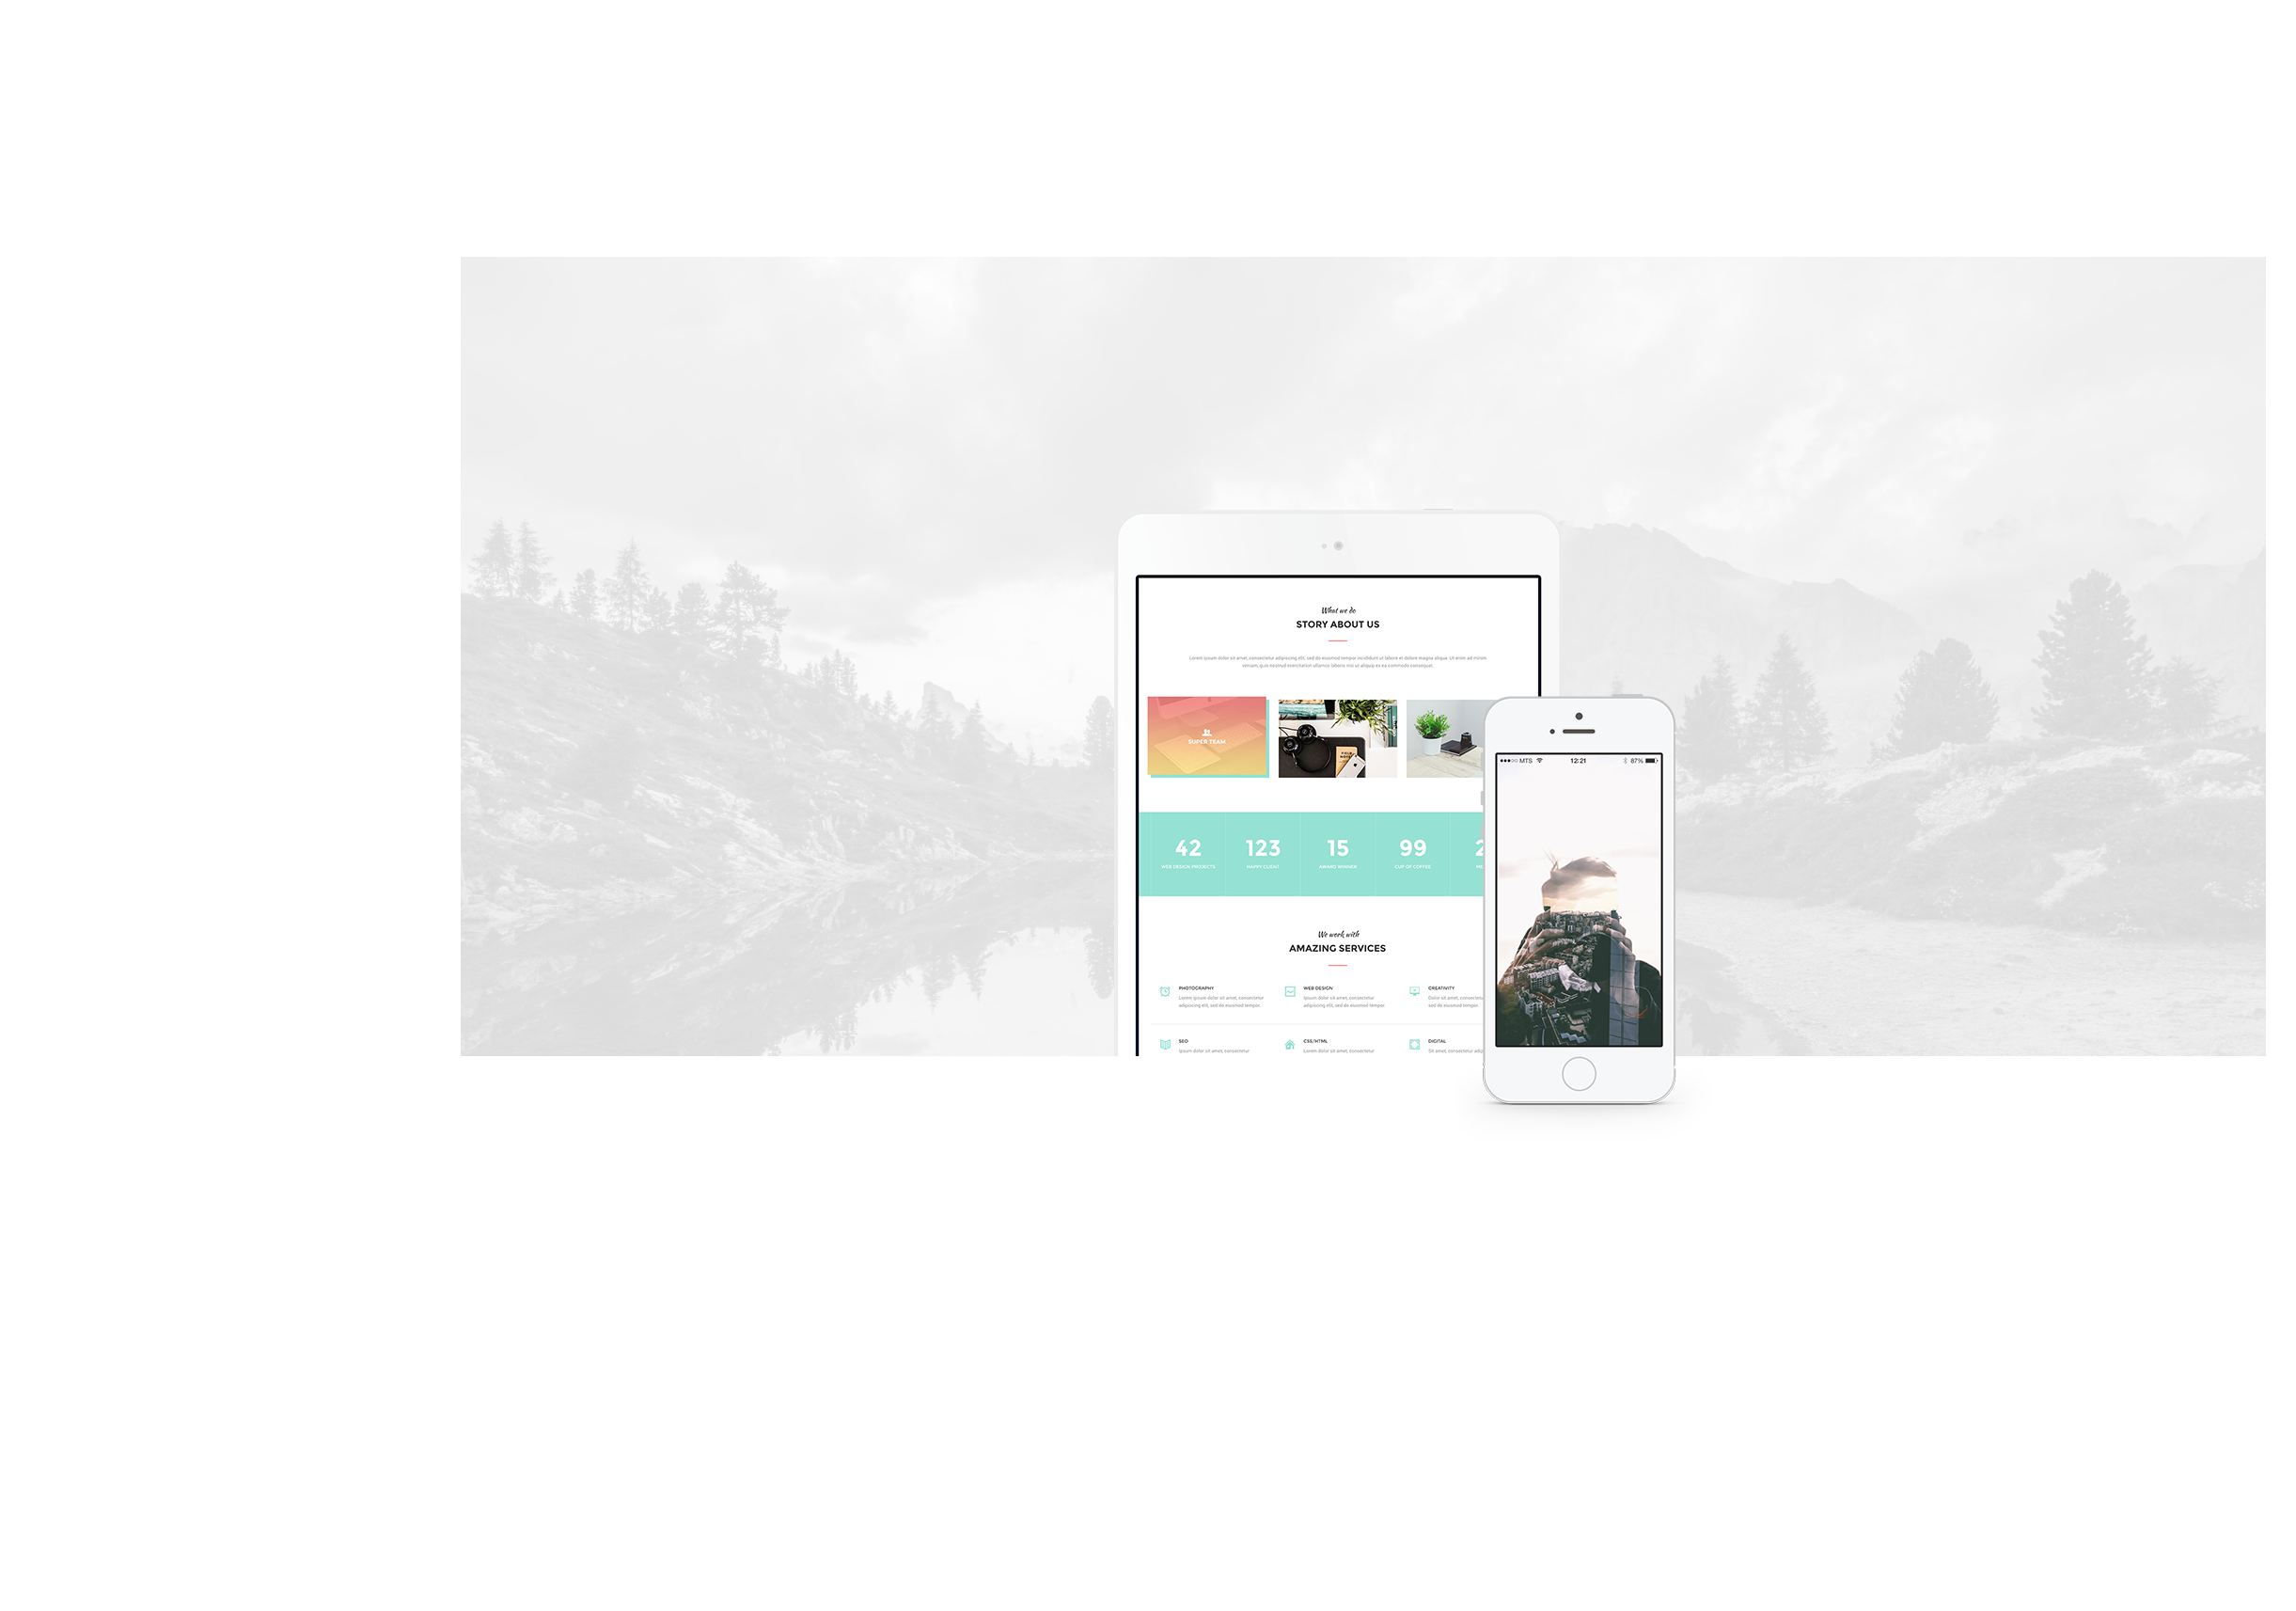 What we do
STORY ABOUT US
Lorem ipsum dolor sit amet, consectetur adipiscing elit, sed do eiusmod tempor incididunt ut labore et dolore magna aliqua. Ut enim ad minim
veniam, quis nostrud exercitation ullamco laboris nisi ut aliquip ex ea commodo consequat.
SUPER TEAM
42
WEB DESIGN PROJECTS
123
HAPPY CLIENT
15
AWARD WINNER
99
CUP OF COFFEE
2
ME
We work with
AMAZING SERVICES
PHOTOGRAPHY
Lorem ipsum dolor sit amet, consectetur
adipiscing elit, sed do eiusmod tempor.
WEB DESIGN
Ipsum dolor sit amet, consectetur
adipiscing elit, sed do eiusmod tempor.
CREATIVITY
Dolor sit amet, consectetu
sed do eiusmod tempor.
SEO
Ipsum dolor sit amet, consectetur
CSS/HTML
Lorem dolor sit amet, consectetur
DIGITAL
Sit amet, consectetur adip
MTS 12:21 87%